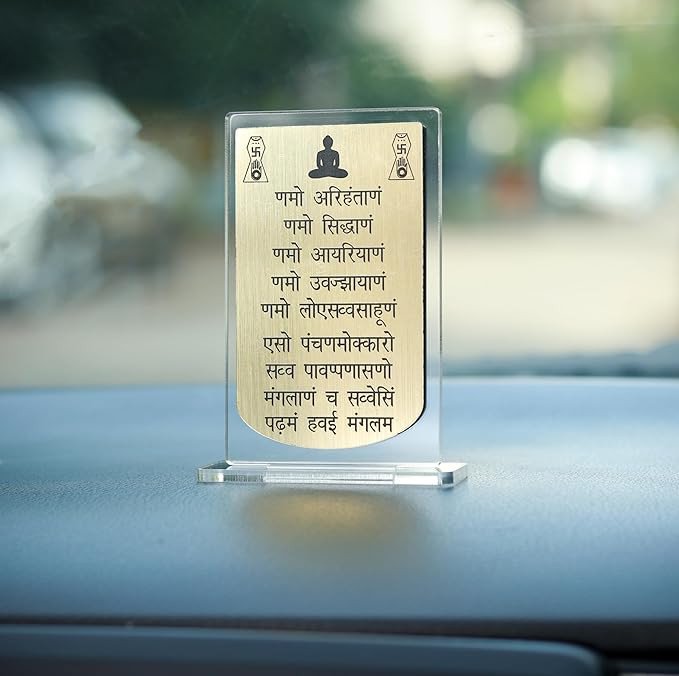 णमो अरिहंताणं
णमो सिद्धाणं
णमो आयरियाणं
णमो उवज्झायाणं
णमो लोएसव्वसाहूणं
एसो पंचणमोक्कारो
सव्व पावप्पणासणो
मंगलाणं च सव्वेसिं
पढ़मं हवई मंगलम